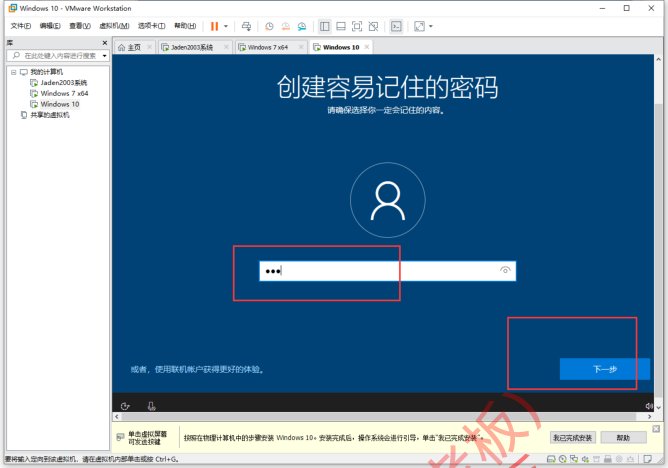 Windows 10 - VMware Workstation
文件(F) 编辑(E) 查看(V) 虚拟机(M) 选项卡(T) 帮助(H)
库
在此处键入内容进行搜索
我的计算机
Jaden2003系统
Windows 7 x64
Windows 10
共享的虚拟机
主页 Jaden2003系统 Windows 7 x64 Windows 10
创建容易记住的密码
请确保选择你一定会记住的内容。
或者，使用联机帐户获得更好的体验。
下一步
单击虚拟屏幕
可发送按键
按照在物理计算机中的步骤安装 Windows 10。安装完成后，操作系统会进行引导，单击"我已完成安装"。
我已完成安装 帮助
要将输入定向到该虚拟机，请在虚拟机内部单击或按 Ctrl+G。
老板）